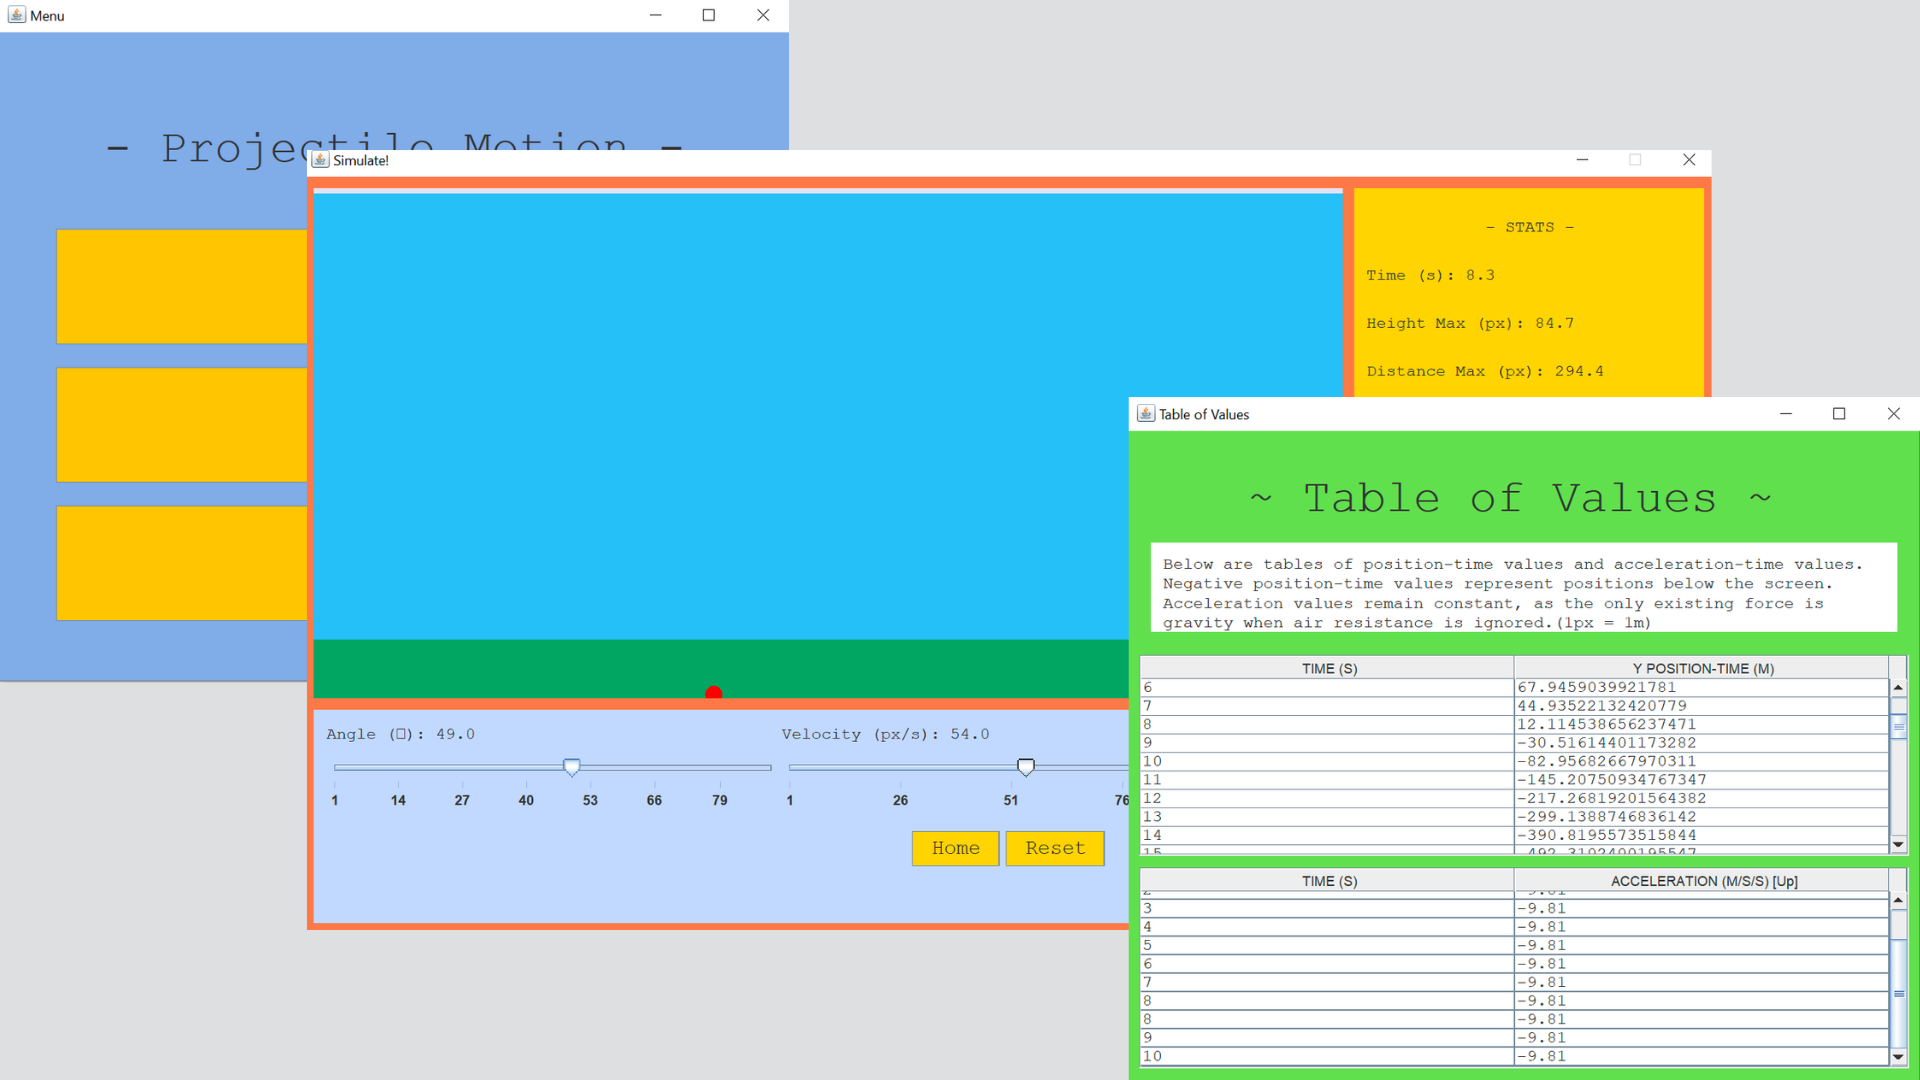 Menu
- Projectile Motion -
Simulate!
- STATS -
Time (s): 8.3
Height Max (px): 84.7
Distance Max (px): 294.4
Angle (□): 49.0
Velocity (px/s): 54.0
1 14 27 40 53 66 79
1 26 51 76
Home Reset
Table of Values
~ Table of Values ~
Below are tables of position-time values and acceleration-time values.
Negative position-time values represent positions below the screen.
Acceleration values remain constant, as the only existing force is
gravity when air resistance is ignored.(1px = 1m)
TIME (S) Y POSITION-TIME (M)
6 67.9459039921781
7 44.93522132420779
8 12.114538656237471
9 -30.51614401173282
10 -82.95682667970311
11 -145.20750934767347
12 -217.26819201564382
13 -299.1388746836142
14 -390.8195573515844
15 -492.3102400195547
TIME (S) ACCELERATION (M/S/S) [Up]
2 -9.81
3 -9.81
4 -9.81
5 -9.81
6 -9.81
7 -9.81
8 -9.81
8 -9.81
9 -9.81
10 -9.81